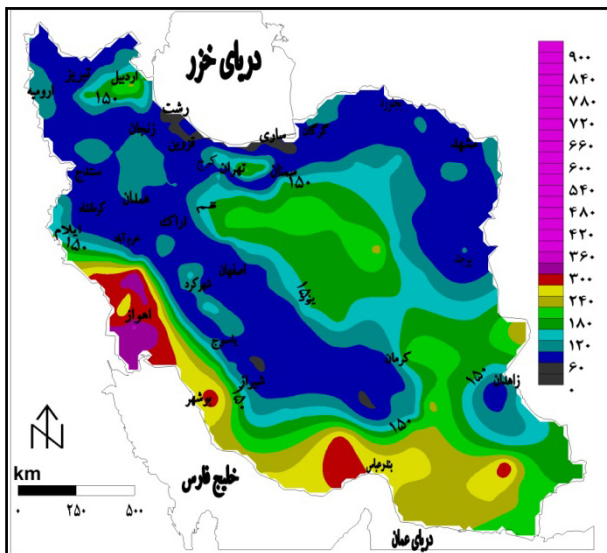 دریای خزر
اردبیل
تبریز
ارومیه
۱۵۰
رشت
زنجان
قزوین
ساری
گرگان
مشهد
سنندج
کرج
تهران
سمنان
۱۵۰
همدان
قم
کرمانشاه
اراک
ایلام
خرم آباد
۱۵۰
اصفهان
شهرکرد
یزد
۱۵۰
اهواز
یاسوج
کرمان
زاهدان
۱۵۰
شیراز
۱۵۰
بوشهر
۱۵۰
بندرعباس
خلیج فارس
دریای عمان
N
km
۰ ۲۵۰ ۵۰۰
۹۰۰
۸۴۰
۷۸۰
۷۲۰
۶۶۰
۵۴۰
۴۸۰
۴۲۰
۳۶۰
۳۰۰
۲۴۰
۱۸۰
۱۲۰
۶۰
۰